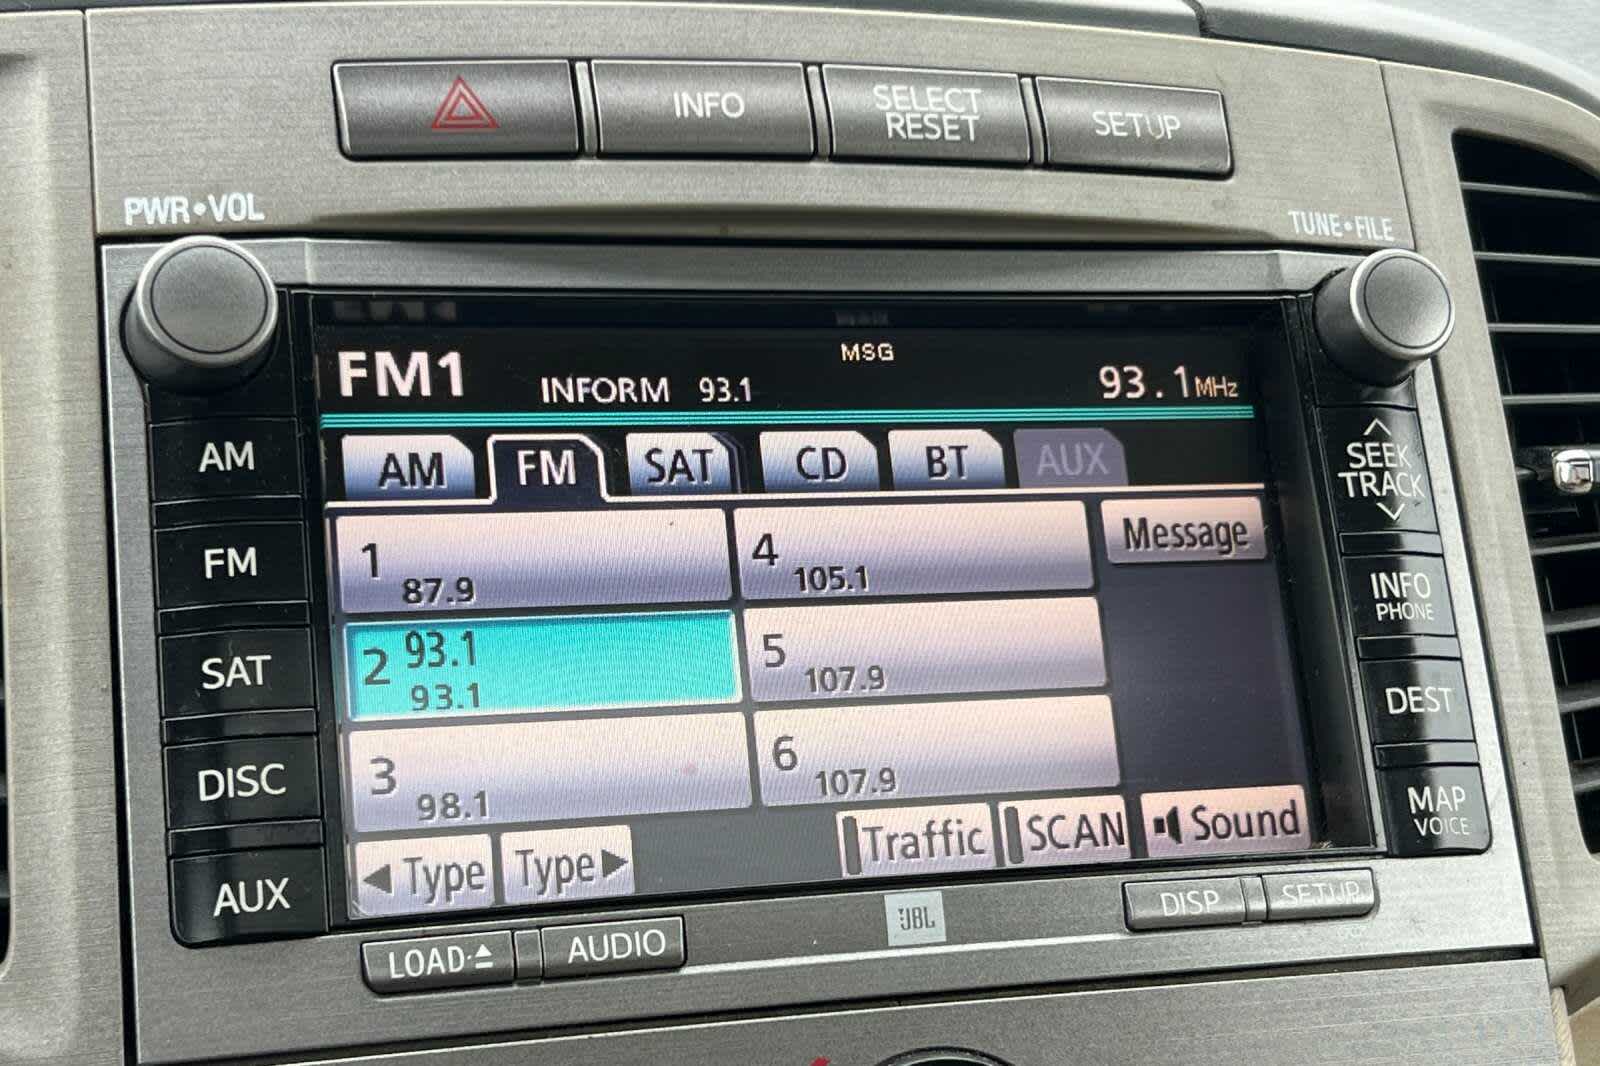 INFO
SELECT
RESET
SETUP
PWR•VOL
TUNE•FILE
MSG
FM1
INFORM 93.1
93.1MHz
AM FM SAT CD BT AUX
AM
FM
SAT
DISC
AUX
1
87.9
4
105.1
Message
2 93.1
93.1
5
107.9
3
98.1
6
107.9
◀ Type
Type ▶
Traffic
SCAN
Sound
SEEK
TRACK
INFO
PHONE
DEST
MAP
VOICE
LOAD·⏏
AUDIO
JBL
DISP
SETUP